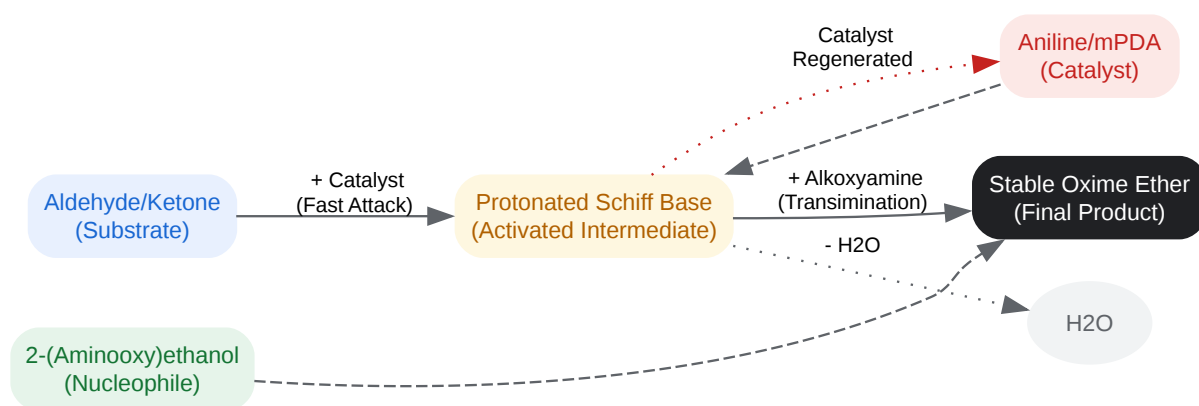 Catalyst
Regenerated
Aniline/mPDA
(Catalyst)
Aldehyde/Ketone
(Substrate)
+ Catalyst
(Fast Attack)
Protonated Schiff Base
(Activated Intermediate)
+ Alkoxyamine
(Transimination)
Stable Oxime Ether
(Final Product)
- H2O
H2O
2-(Aminooxy)ethanol
(Nucleophile)